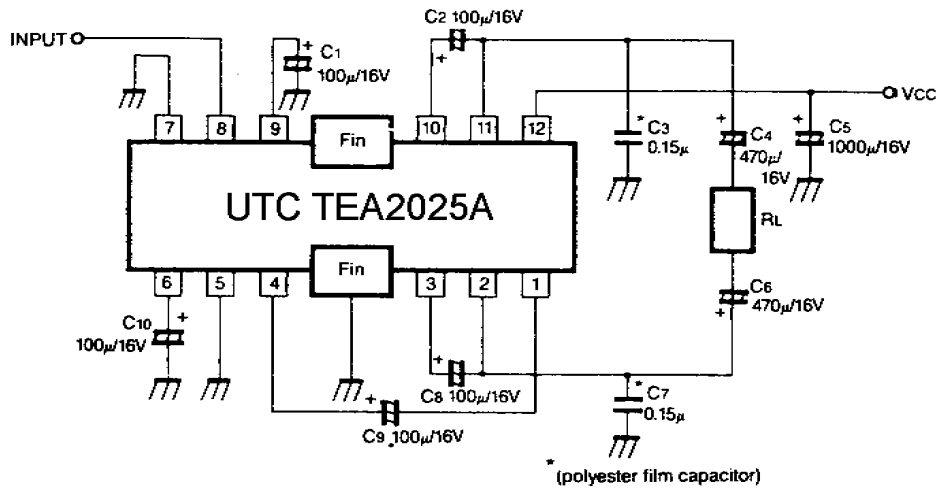 C2 100μ/16V
INPUT
+
C1
100μ/16V
+
VCC
7
8
9
Fin
10
11
12
*
C3
0.15μ
+
C4
470μ/
16V
+
C5
1000μ/16V
UTC TEA2025A
RL
Fin
6
5
4
3
2
1
C6
470μ/16V
+
C10
100μ/16V
+
+
C8 100μ/16V
*
C7
0.15μ
+
C9 100μ/16V
*
(polyester film capacitor)